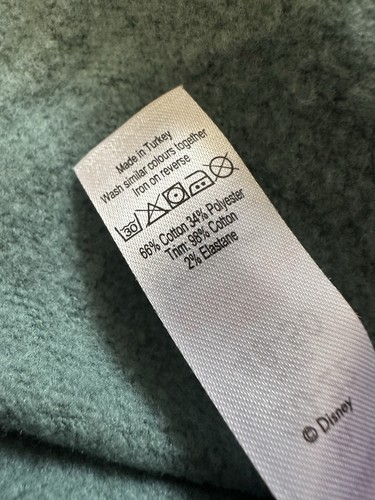 Made in Turkey
Wash similar colours together
Iron on reverse
30
66% Cotton 34% Polyester
Trim: 98% Cotton
2% Elastane
© Disney